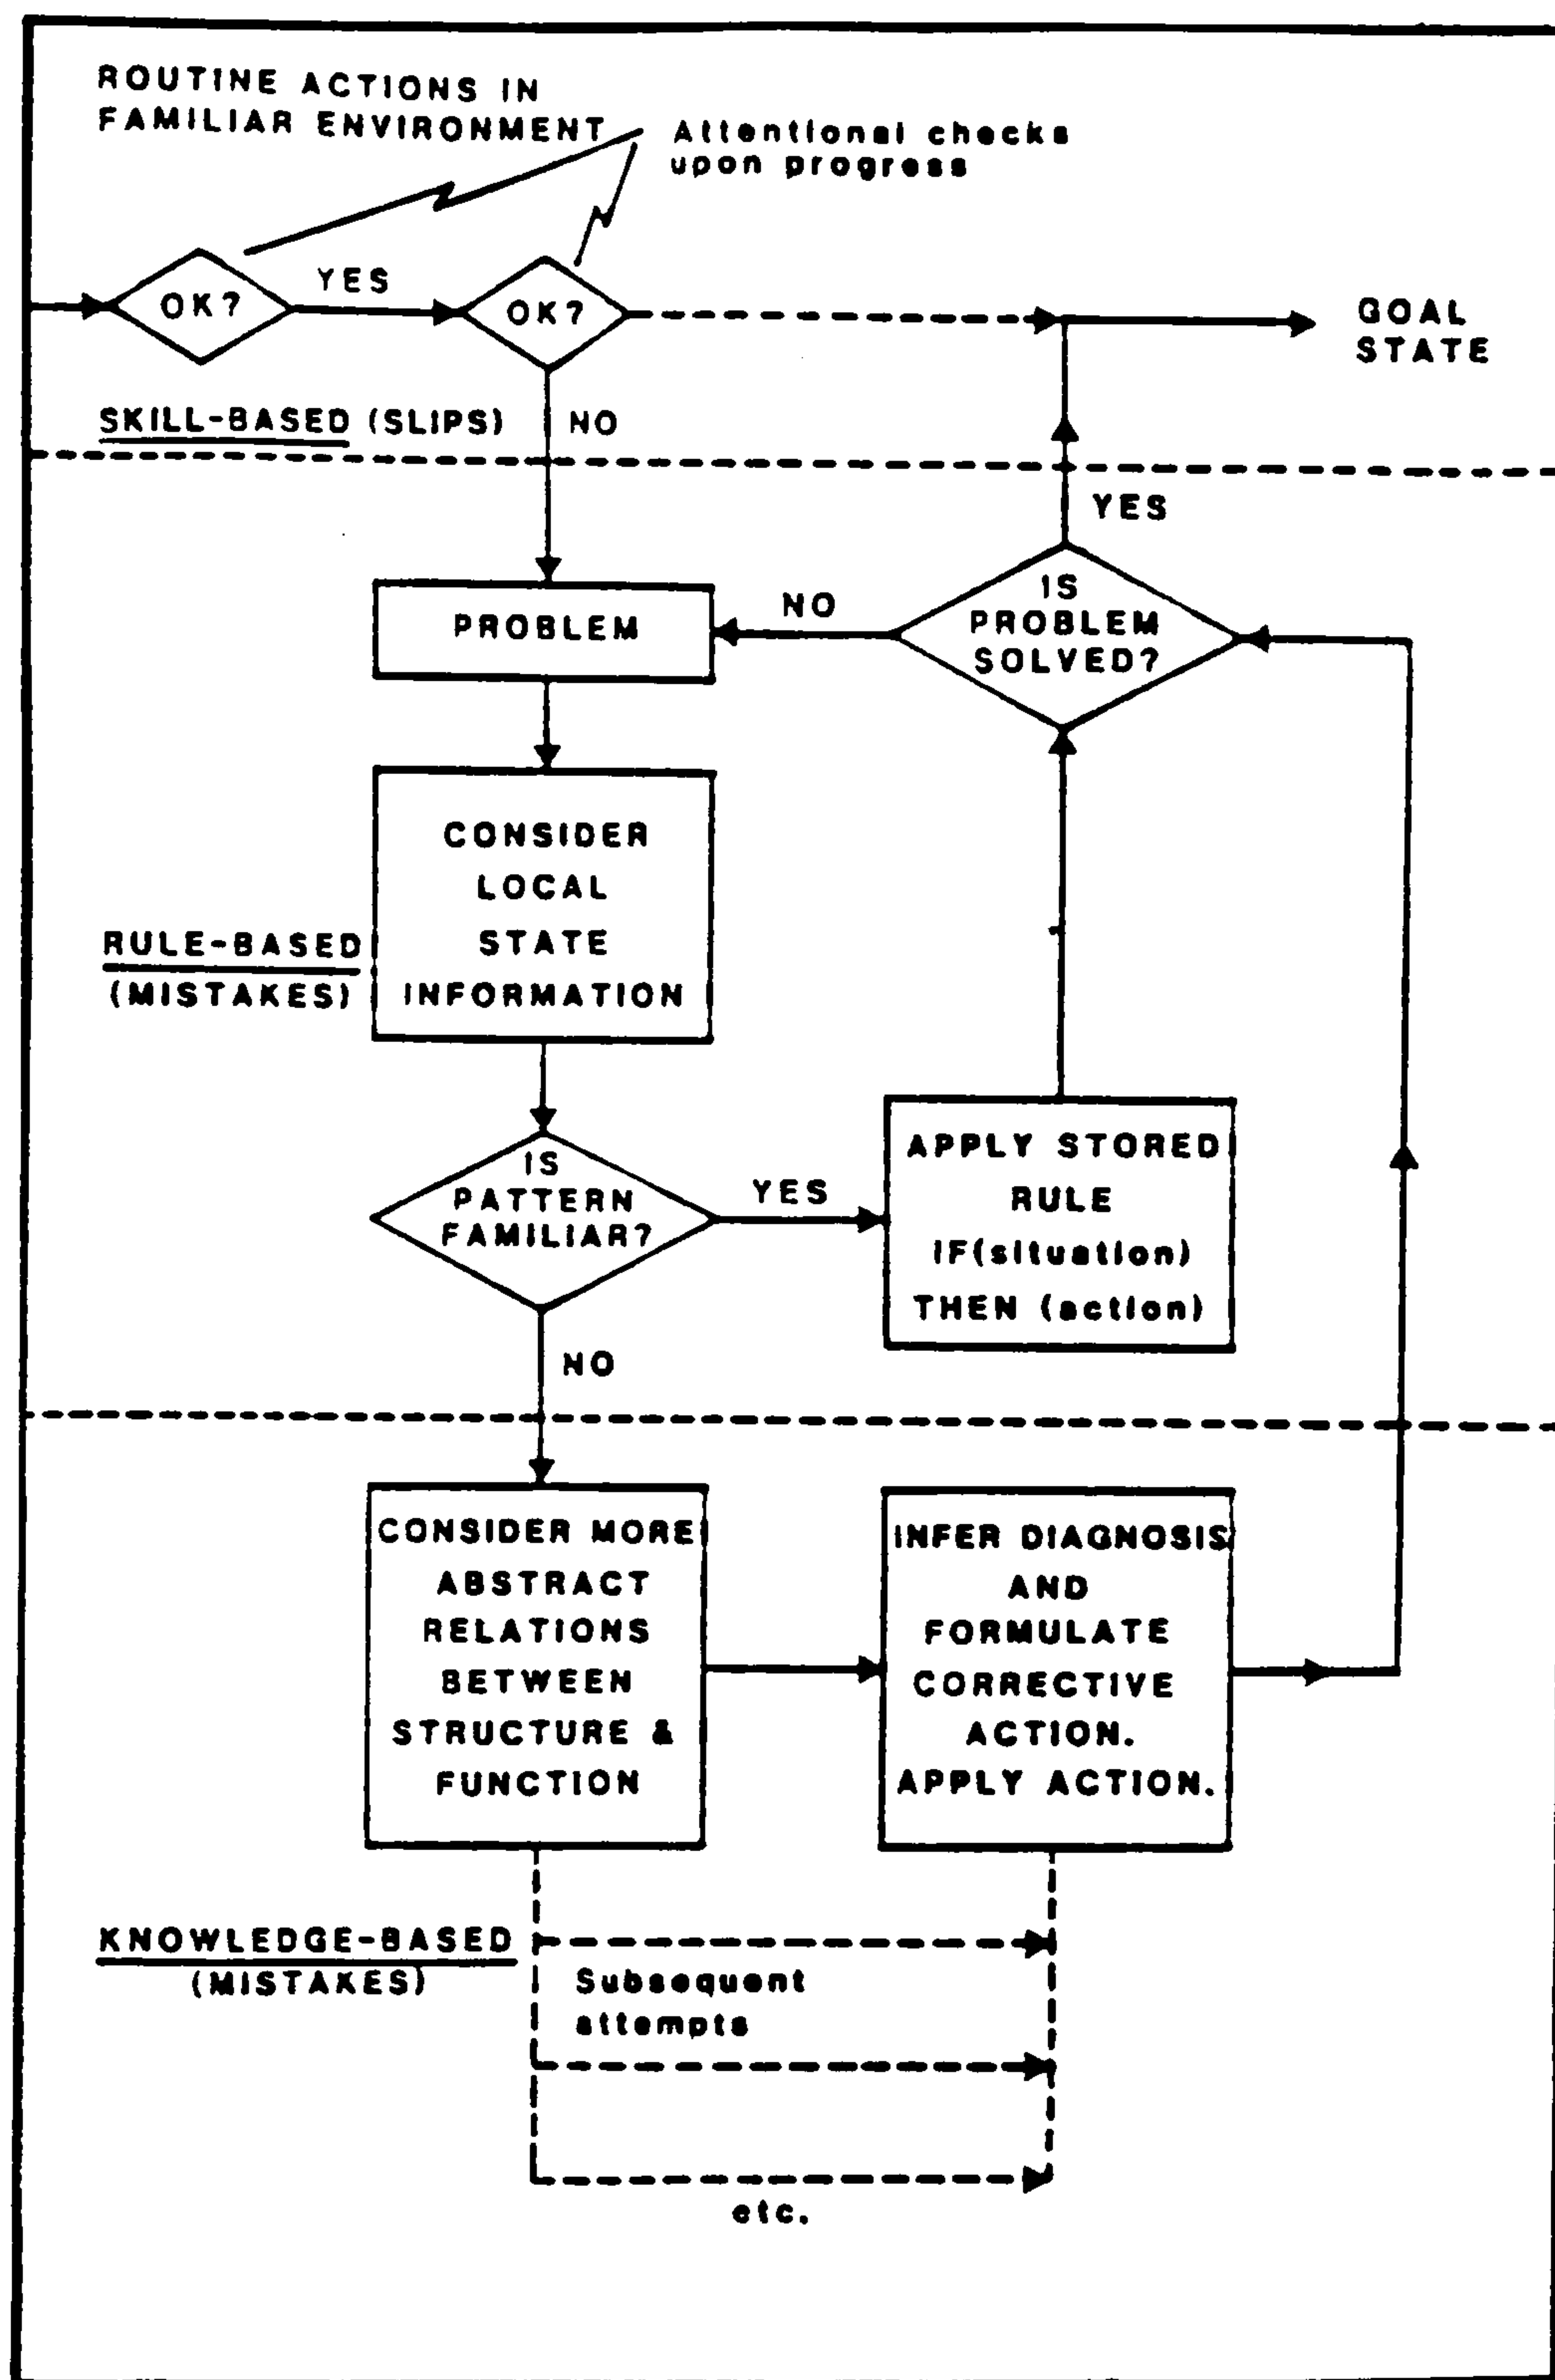 ROUTINE ACTIONS IN
FAMILIAR ENVIRONMENT
Attentional checks
upon progress
OK?
YES
OK?
GOAL
STATE
SKILL-BASED (SLIPS)
NO
YES
PROBLEM
NO
IS
PROBLEM
SOLVED?
CONSIDER
LOCAL
STATE
INFORMATION
RULE-BASED
(MISTAKES)
IS
PATTERN
FAMILIAR?
YES
APPLY STORED
RULE
IF(situation)
THEN (action)
NO
CONSIDER MORE
ABSTRACT
RELATIONS
BETWEEN
STRUCTURE &
FUNCTION
INFER DIAGNOSIS
AND
FORMULATE
CORRECTIVE
ACTION.
APPLY ACTION.
KNOWLEDGE-BASED
(MISTAKES)
Subsequent
attempts
etc.